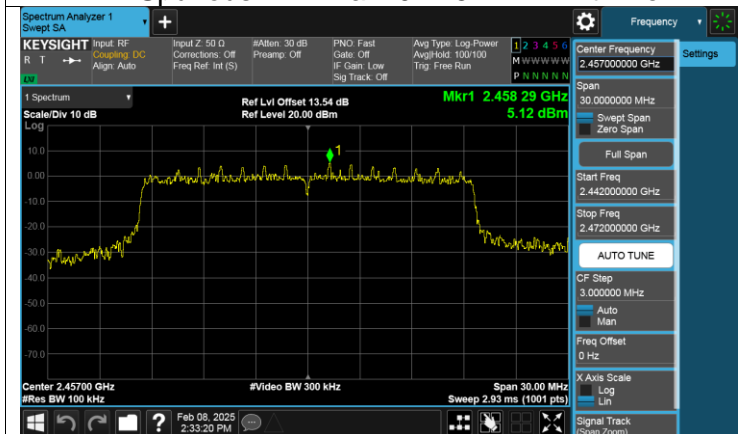 Spectrum Analyzer 1
Swept SA
+
Frequency
KEYSIGHT
R T
LW
Input: RF
Coupling: DC
Align: Auto
Input Z: 50 Ω
Corrections: Off
Freq Ref: Int (S)
#Atten: 30 dB
Preamp: Off
PNO: Fast
Gate: Off
IF Gain: Low
Sig Track: Off
Avg Type: Log-Power
Avg|Hold: 100/100
Trig: Free Run
1 2 3 4 5 6
M W W W W W
P N N N N N
1 Spectrum
Scale/Div 10 dB
Log
Ref Lvl Offset 13.54 dB
Ref Level 20.00 dBm
Mkr1 2.458 29 GHz
5.12 dBm
1
10.0
0.00
-10.0
-20.0
-30.0
-40.0
-50.0
-60.0
-70.0
Center 2.45700 GHz
#Res BW 100 kHz
#Video BW 300 kHz
Span 30.00 MHz
Sweep 2.93 ms (1001 pts)
Center Frequency
2.457000000 GHz
Settings
Span
30.0000000 MHz
Swept Span
Zero Span
Full Span
Start Freq
2.442000000 GHz
Stop Freq
2.472000000 GHz
AUTO TUNE
CF Step
3.000000 MHz
Auto
Man
Freq Offset
0 Hz
X Axis Scale
Log
Lin
Signal Track
(Span Zoom)
?
Feb 08, 2025
2:33:20 PM